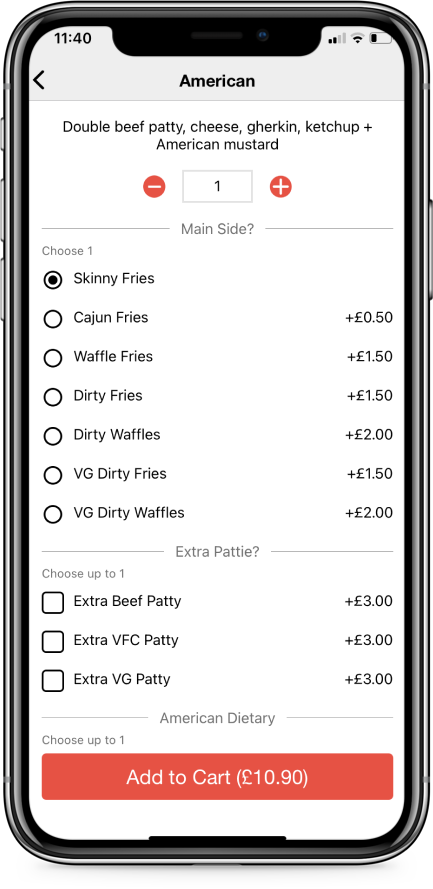 11:40
American
Double beef patty, cheese, gherkin, ketchup +
American mustard
1
Main Side?
Choose 1
Skinny Fries
Cajun Fries +£0.50
Waffle Fries +£1.50
Dirty Fries +£1.50
Dirty Waffles +£2.00
VG Dirty Fries +£1.50
VG Dirty Waffles +£2.00
Extra Pattie?
Choose up to 1
Extra Beef Patty +£3.00
Extra VFC Patty +£3.00
Extra VG Patty +£3.00
American Dietary
Choose up to 1
Add to Cart (£10.90)